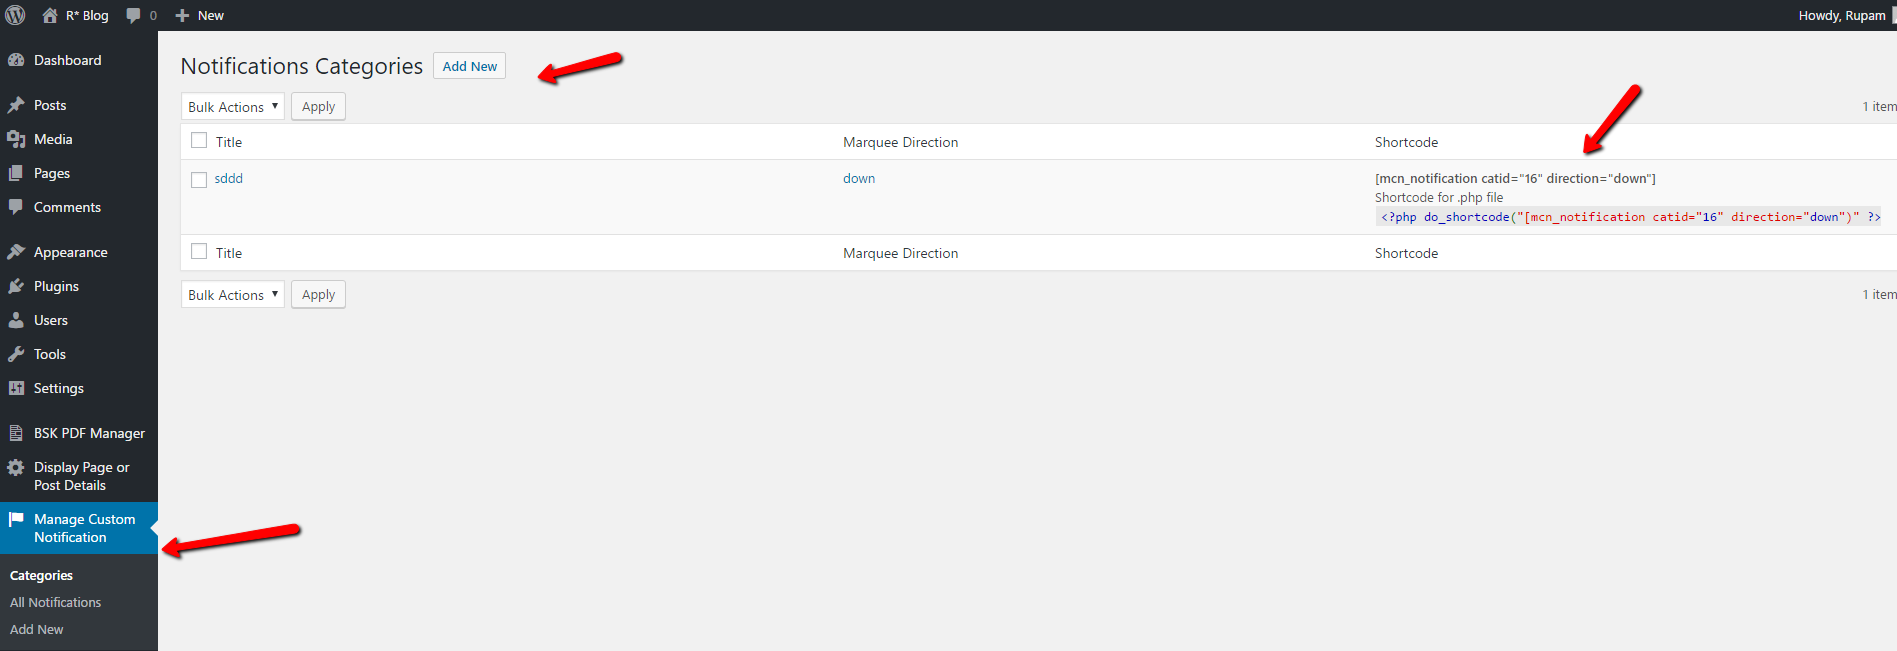 R* Blog 0 New Howdy, Rupam
Dashboard
Posts
Media
Pages
Comments
Appearance
Plugins
Users
Tools
Settings
BSK PDF Manager
Display Page or
Post Details
Manage Custom
Notification
Categories
All Notifications
Add New
Notifications Categories Add New
Bulk Actions Apply 1 item
Title Marquee Direction Shortcode
sddd down [mcn_notification catid="16" direction="down"]
Shortcode for .php file
<?php do_shortcode("[mcn_notification catid="16" direction="down")" ?>
Title Marquee Direction Shortcode
Bulk Actions Apply 1 item